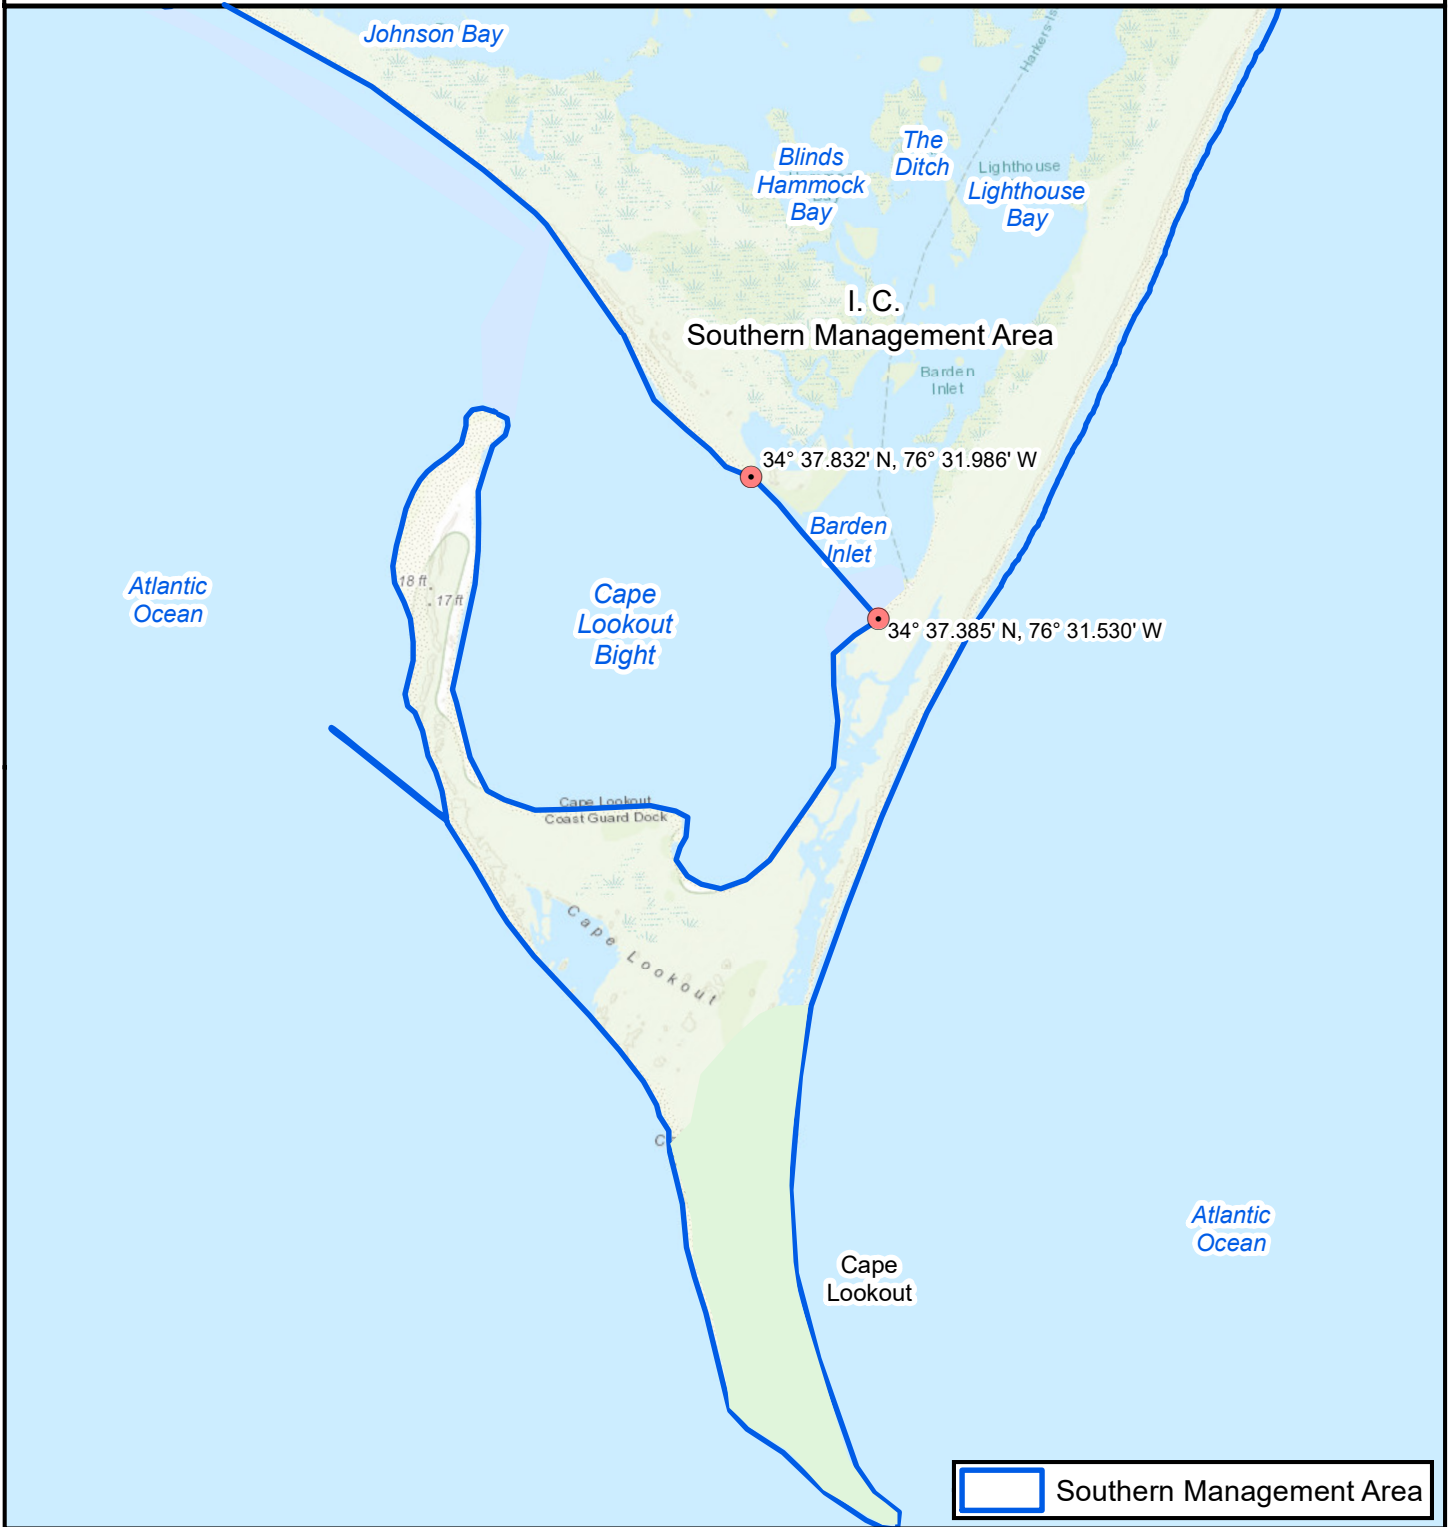 Johnson Bay
Harkers Is
The
Ditch
Blinds
Hammock
Bay
Lighthouse
Lighthouse
Bay
I. C.
Southern Management Area
Barden
Inlet
34° 37.832' N, 76° 31.986' W
Barden
Inlet
Atlantic
Ocean
18 ft
17 ft
Cape
Lookout
Bight
34° 37.385' N, 76° 31.530' W
Cape Lookout
Coast Guard Dock
Cape Lookout
Atlantic
Ocean
Cape
Lookout
Southern Management Area